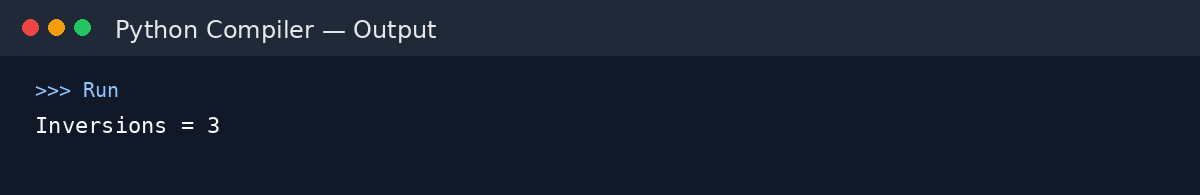 Python Compiler — Output
>>> Run
Inversions = 3